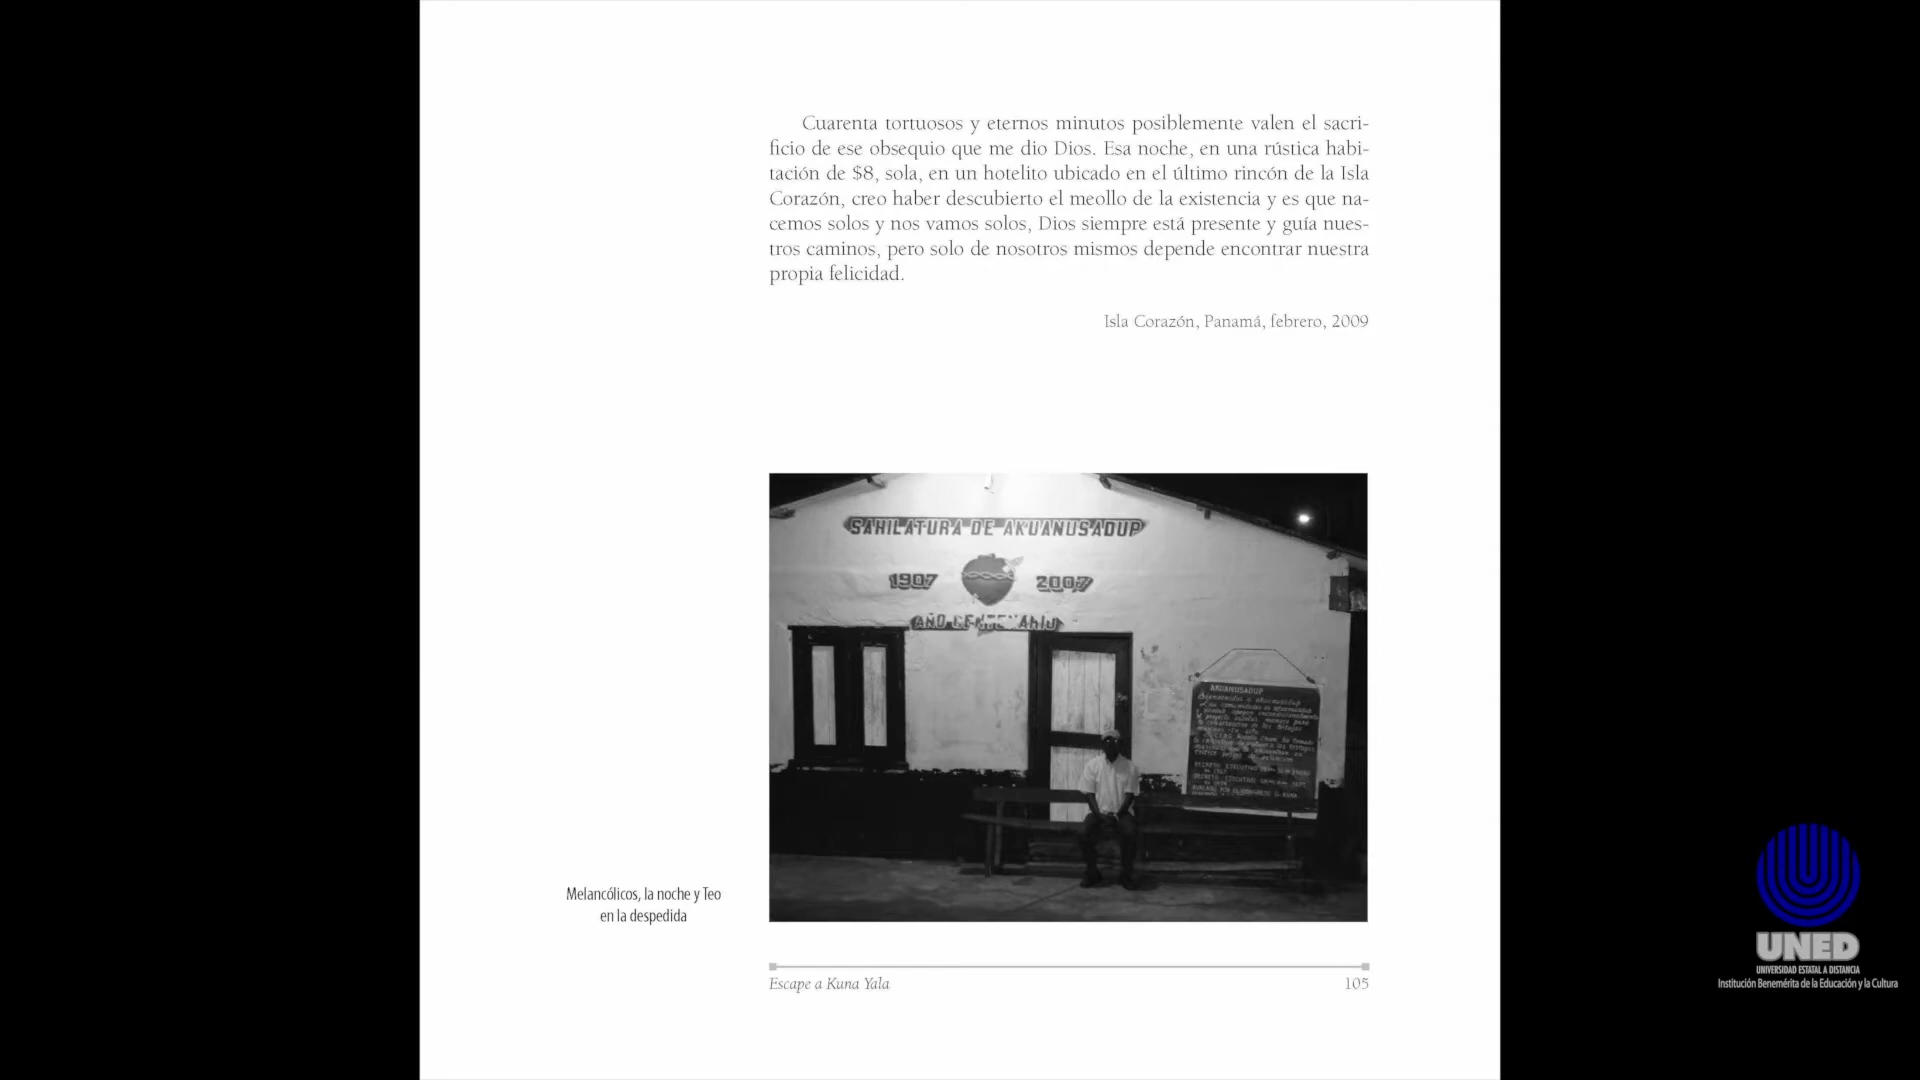 Cuarenta tortuosos y eternos minutos posiblemente valen el sacri-
ficio de ese obsequio que me dio Dios. Esa noche, en una rústica habi-
tación de $8, sola, en un hotelito ubicado en el último rincón de la Isla
Corazón, creo haber descubierto el meollo de la existencia y es que na-
cemos solos y nos vamos solos, Dios siempre está presente y guía nues-
tros caminos, pero solo de nosotros mismos depende encontrar nuestra
propia felicidad.
Isla Corazón, Panamá, febrero, 2009
SAHILATURA DE AKUANUSADUP
1907 2007
AÑO
AKUANUSADUP
Bienvenidos a akuanusadup
DECRETO EJECUTIVO
Melancólicos, la noche y Teo
en la despedida
Escape a Kuna Yala 105
UNED
UNIVERSIDAD ESTATAL A DISTANCIA
Institución Benemérita de la Educación y la Cultura